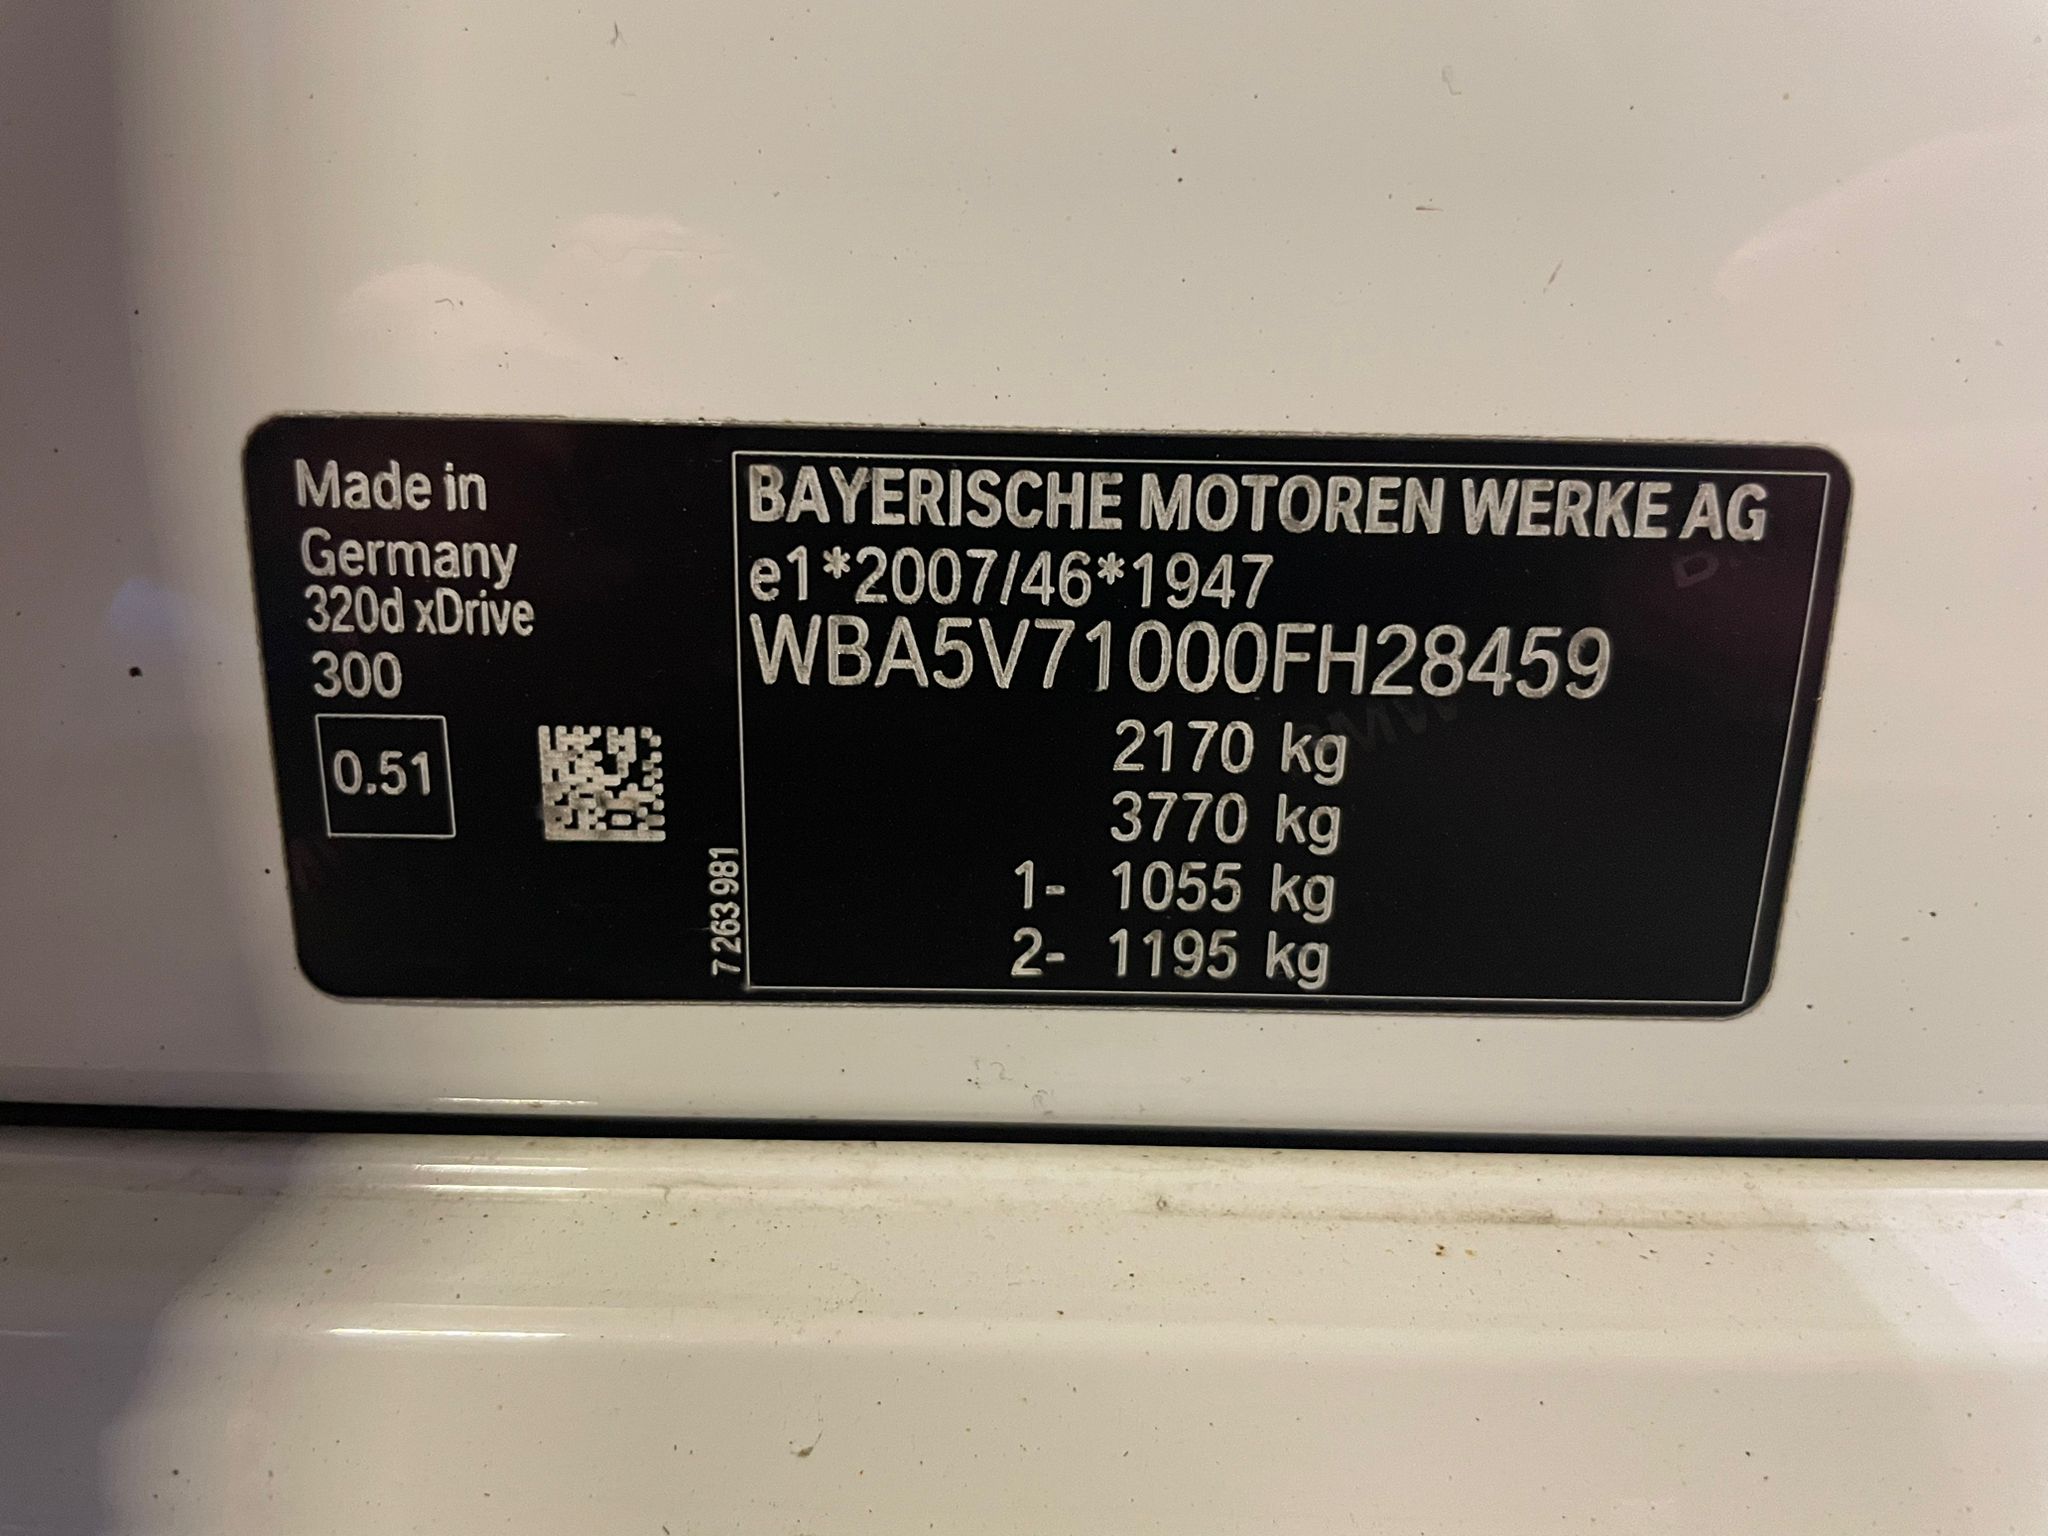 Made in
Germany
320d xDrive
300
0.51
7 263 981
BAYERISCHE MOTOREN WERKE AG
e1*2007/46*1947
WBA5V71000FH28459
2170 kg
3770 kg
1- 1055 kg
2- 1195 kg